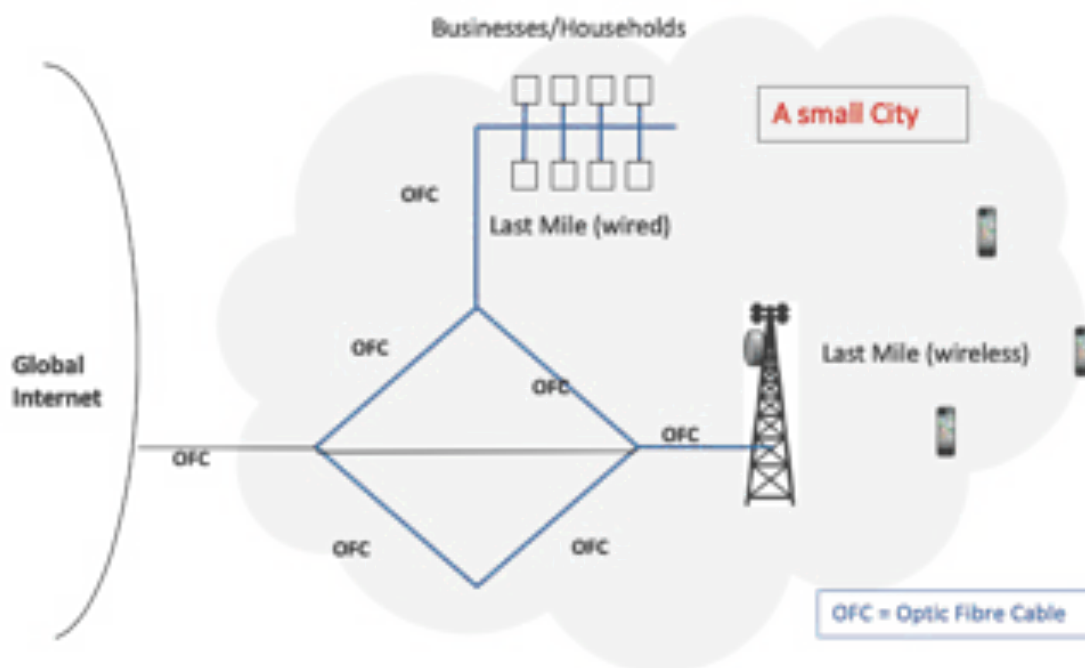 Businesses/Households
A small City
OFC
Last Mile (wired)
OFC
Global
Internet
Last Mile (wireless)
OFC
OFC
OFC
OFC
OFC
OFC = Optic Fibre Cable